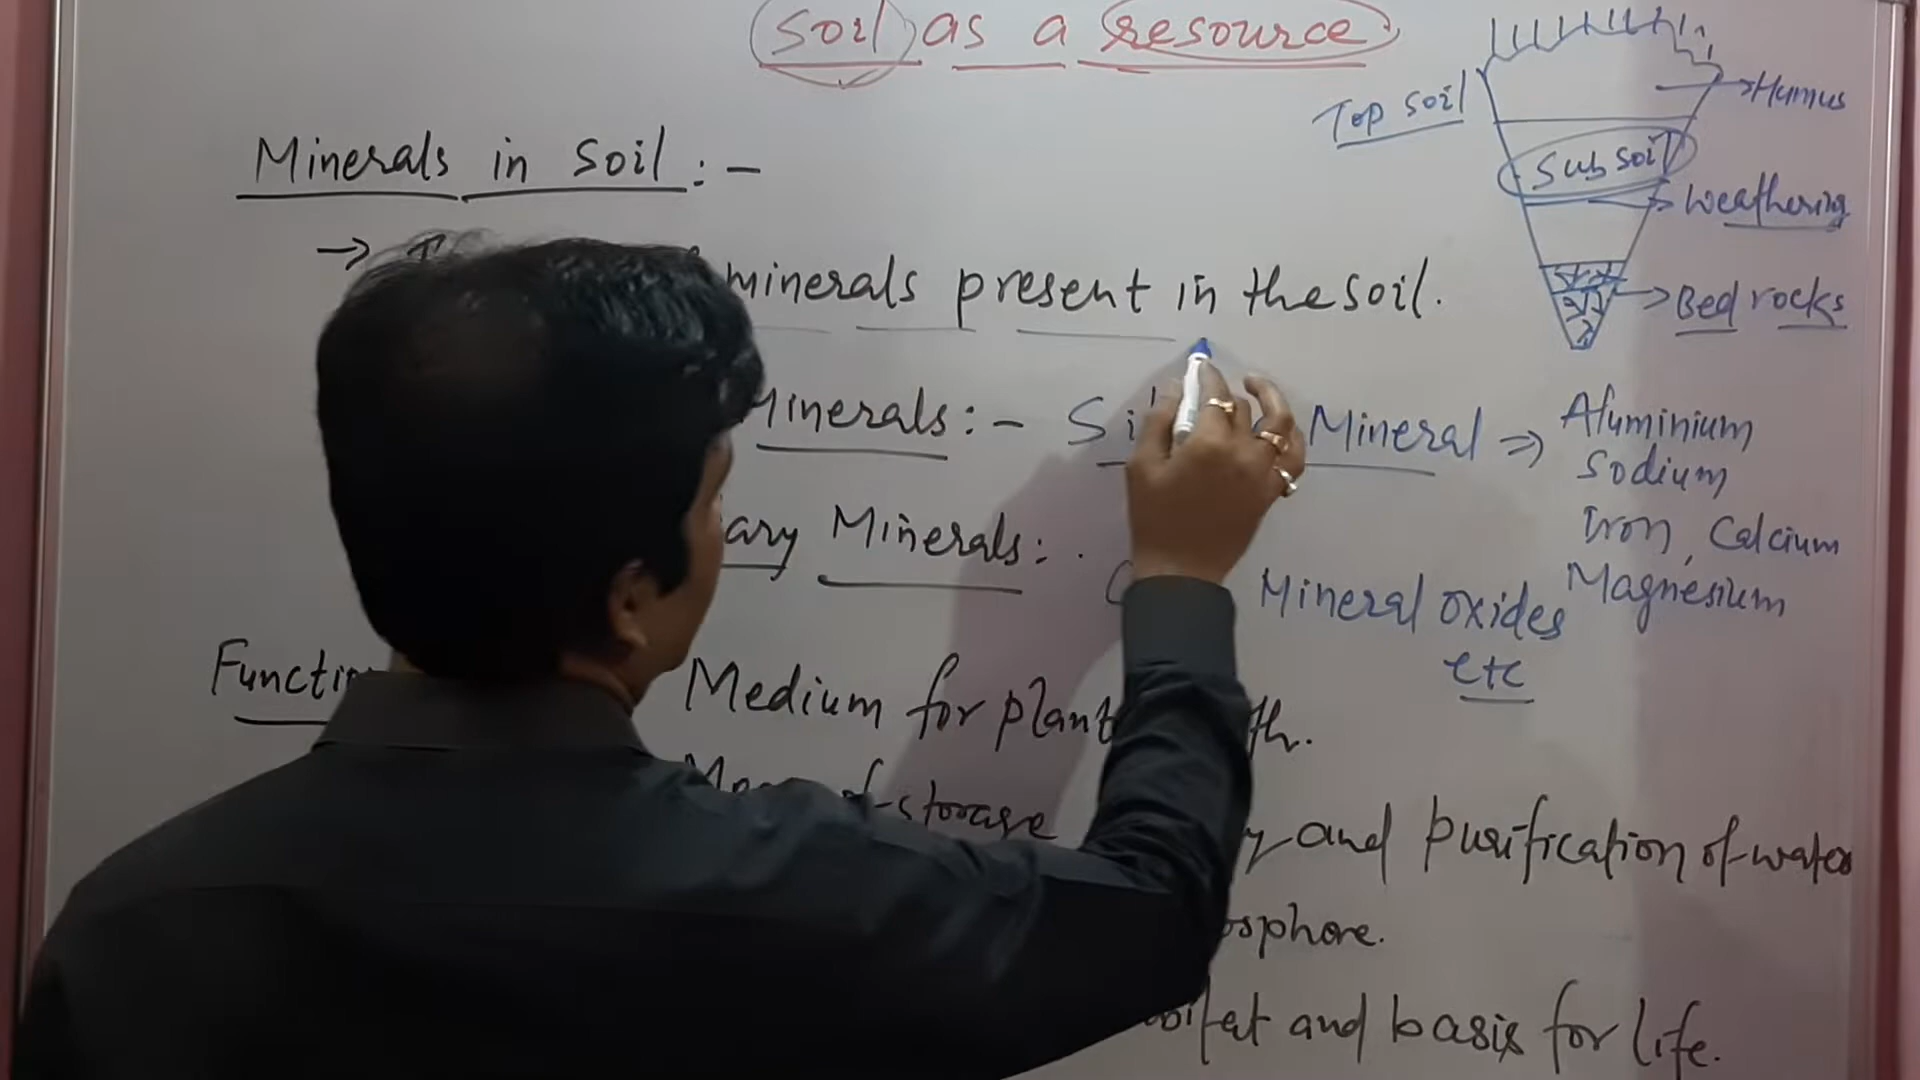 Soil as a resource.
Top soil
Humus
Sub soil
Weathering
Bed rocks
Minerals in Soil : -
→ minerals present in the soil.
Minerals :- Mineral ⇒ Aluminium
Sodium
Iron, Calcium
Magnesium
Minerals :
Mineral oxides
etc
Medium for plant
of storage and purification of water
and basis for life.